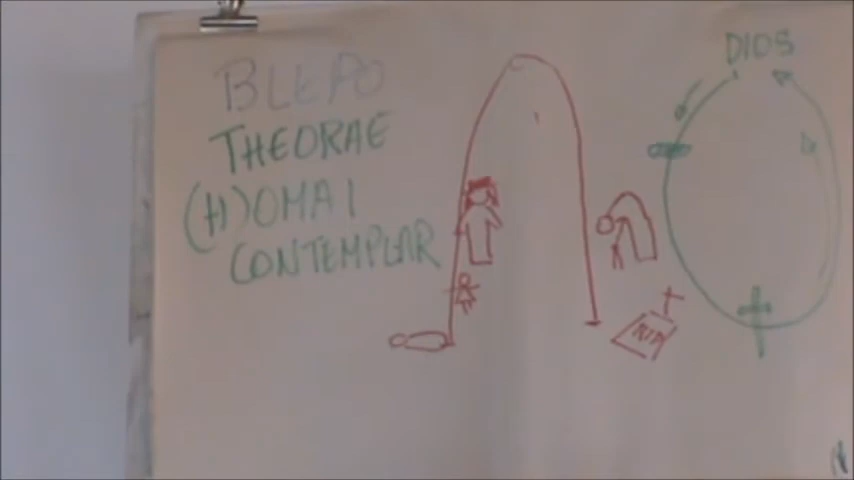 BLEPO
THEORAE
(H)OMAI
CONTEMPLAR
DIOS